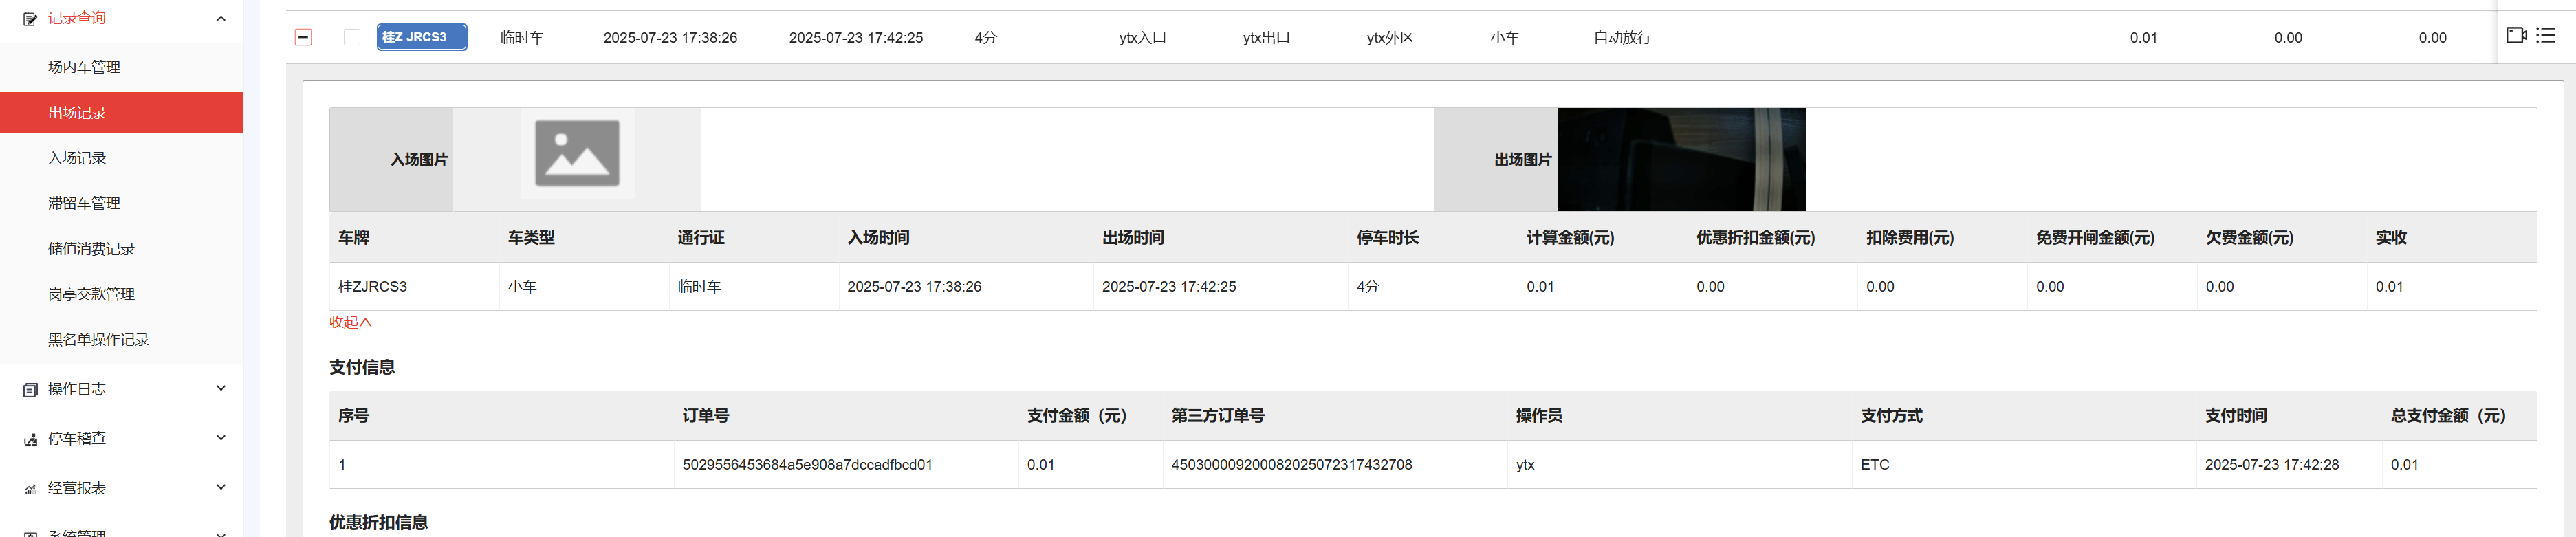 记录查询
场内车管理
出场记录
入场记录
滞留车管理
储值消费记录
岗亭交款管理
黑名单操作记录
操作日志
停车稽查
经营报表
系统管理
桂Z JRCS3 临时车 2025-07-23 17:38:26 2025-07-23 17:42:25 4分 ytx入口 ytx出口 ytx外区 小车 自动放行 0.01 0.00 0.00
入场图片 出场图片
车牌 车类型 通行证 入场时间 出场时间 停车时长 计算金额(元) 优惠折扣金额(元) 扣除费用(元) 免费开闸金额(元) 欠费金额(元) 实收
桂ZJRCS3 小车 临时车 2025-07-23 17:38:26 2025-07-23 17:42:25 4分 0.01 0.00 0.00 0.00 0.00 0.01
收起
支付信息
序号 订单号 支付金额（元） 第三方订单号 操作员 支付方式 支付时间 总支付金额（元）
1 5029556453684a5e908a7dccadfbcd01 0.01 450300009200082025072317432708 ytx ETC 2025-07-23 17:42:28 0.01
优惠折扣信息